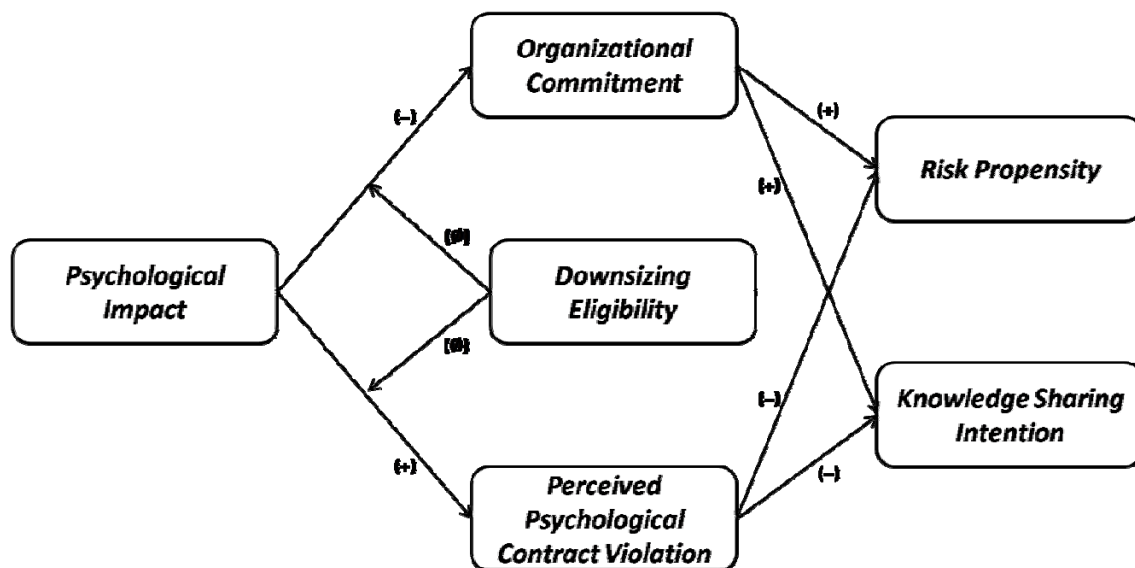 Organizational
Commitment
(–)
(+)
Risk Propensity
(+)
Psychological
Impact
Downsizing
Eligibility
(–)
Knowledge Sharing
Intention
(+)
(–)
Perceived
Psychological
Contract Violation